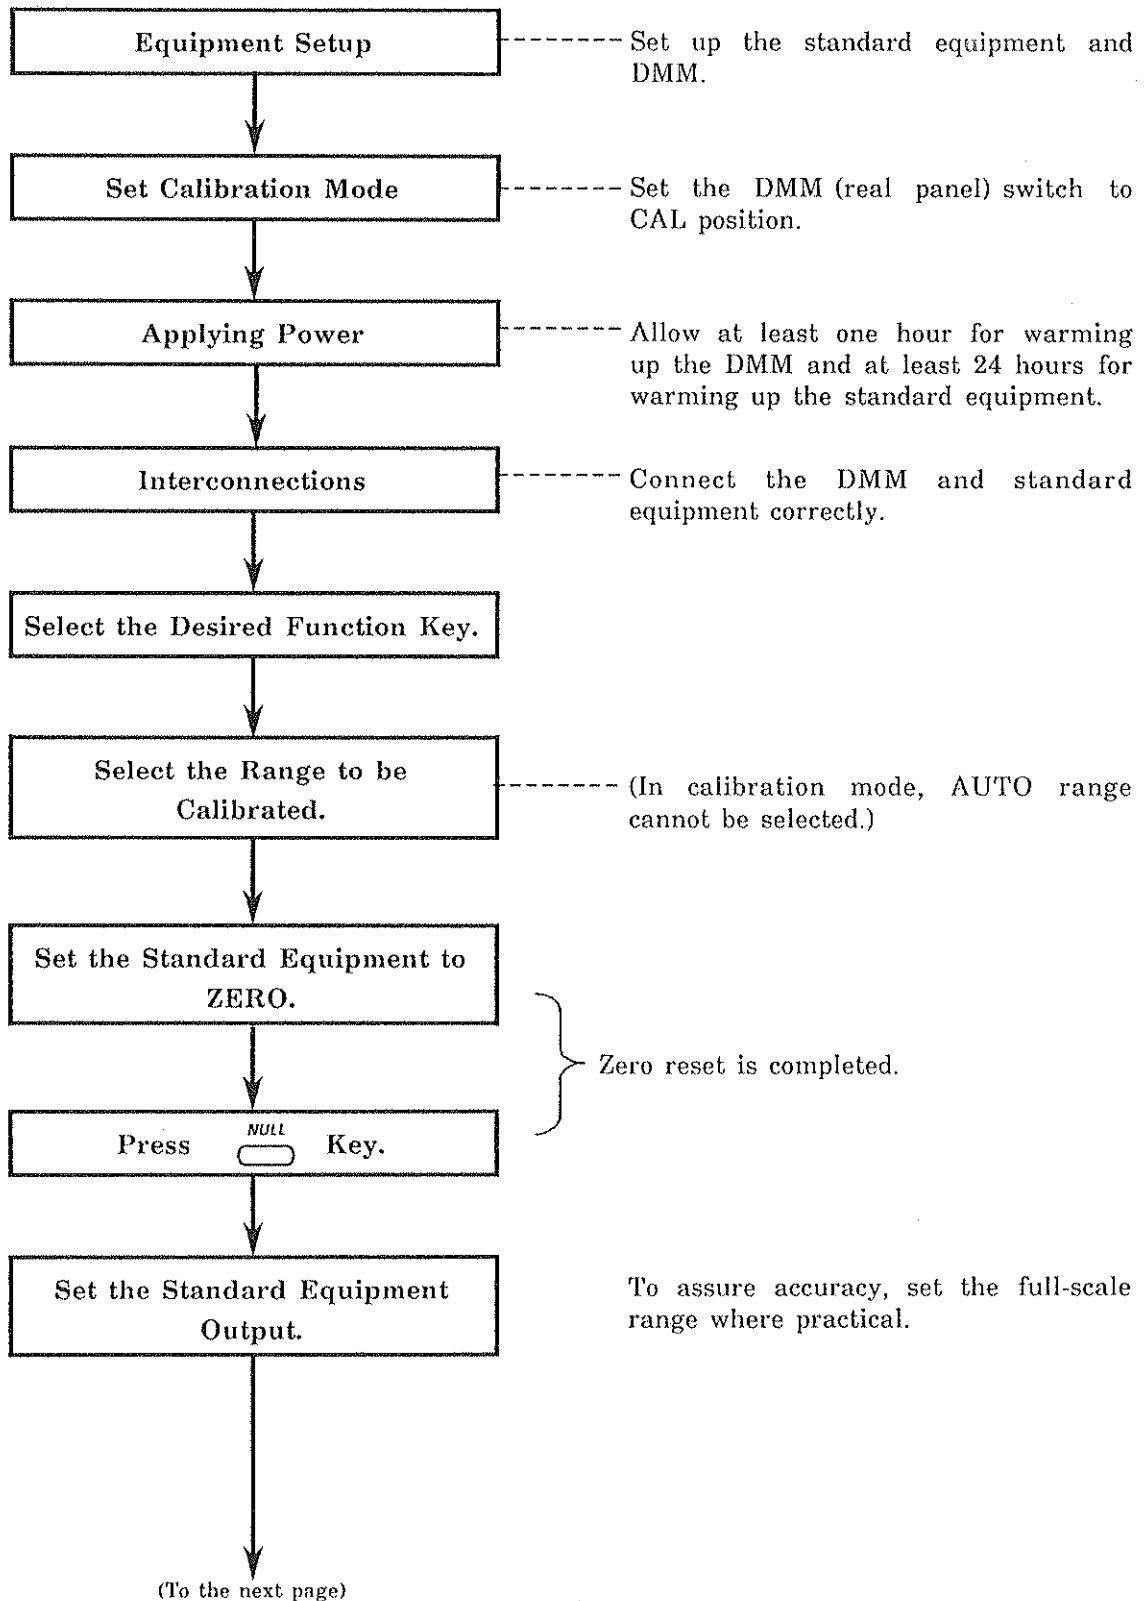 Equipment Setup
Set up the standard equipment and
DMM.
Set Calibration Mode
Set the DMM (real panel) switch to
CAL position.
Applying Power
Allow at least one hour for warming
up the DMM and at least 24 hours for
warming up the standard equipment.
Interconnections
Connect the DMM and standard
equipment correctly.
Select the Desired Function Key.
Select the Range to be
Calibrated.
(In calibration mode, AUTO range
cannot be selected.)
Set the Standard Equipment to
ZERO.
Zero reset is completed.
NULL
Press Key.
Set the Standard Equipment
Output.
To assure accuracy, set the full-scale
range where practical.
(To the next page)